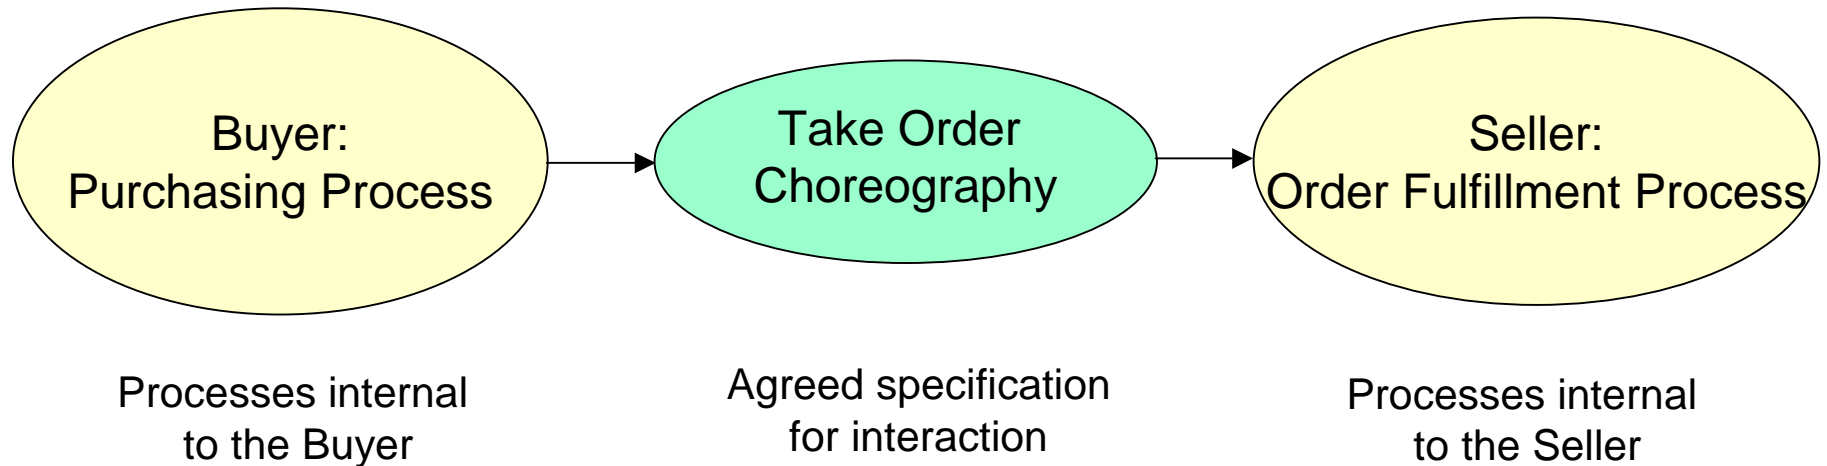 Buyer:
Purchasing Process
Take Order
Choreography
Seller:
Order Fulfillment Process
Processes internal
to the Buyer
Agreed specification
for interaction
Processes internal
to the Seller